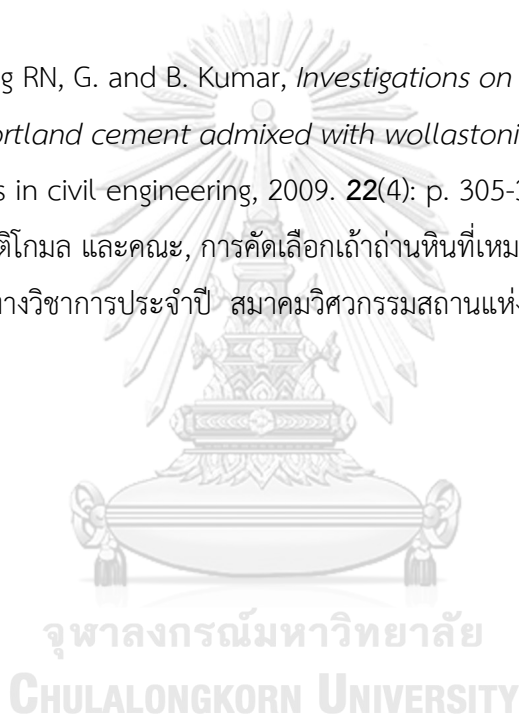 g RN, G. and B. Kumar, Investigations on
ortland cement admixed with wollastoni
s in civil engineering, 2009. 22(4): p. 305-3
ติโกมล และคณะ, การคัดเลือกเถ้าถ่านหินที่เหม
ทางวิชาการประจำปี สมาคมวิศวกรรมสถานแห่ง
จุฬาลงกรณ์มหาวิทยาลัย
CHULALONGKORN UNIVERSITY